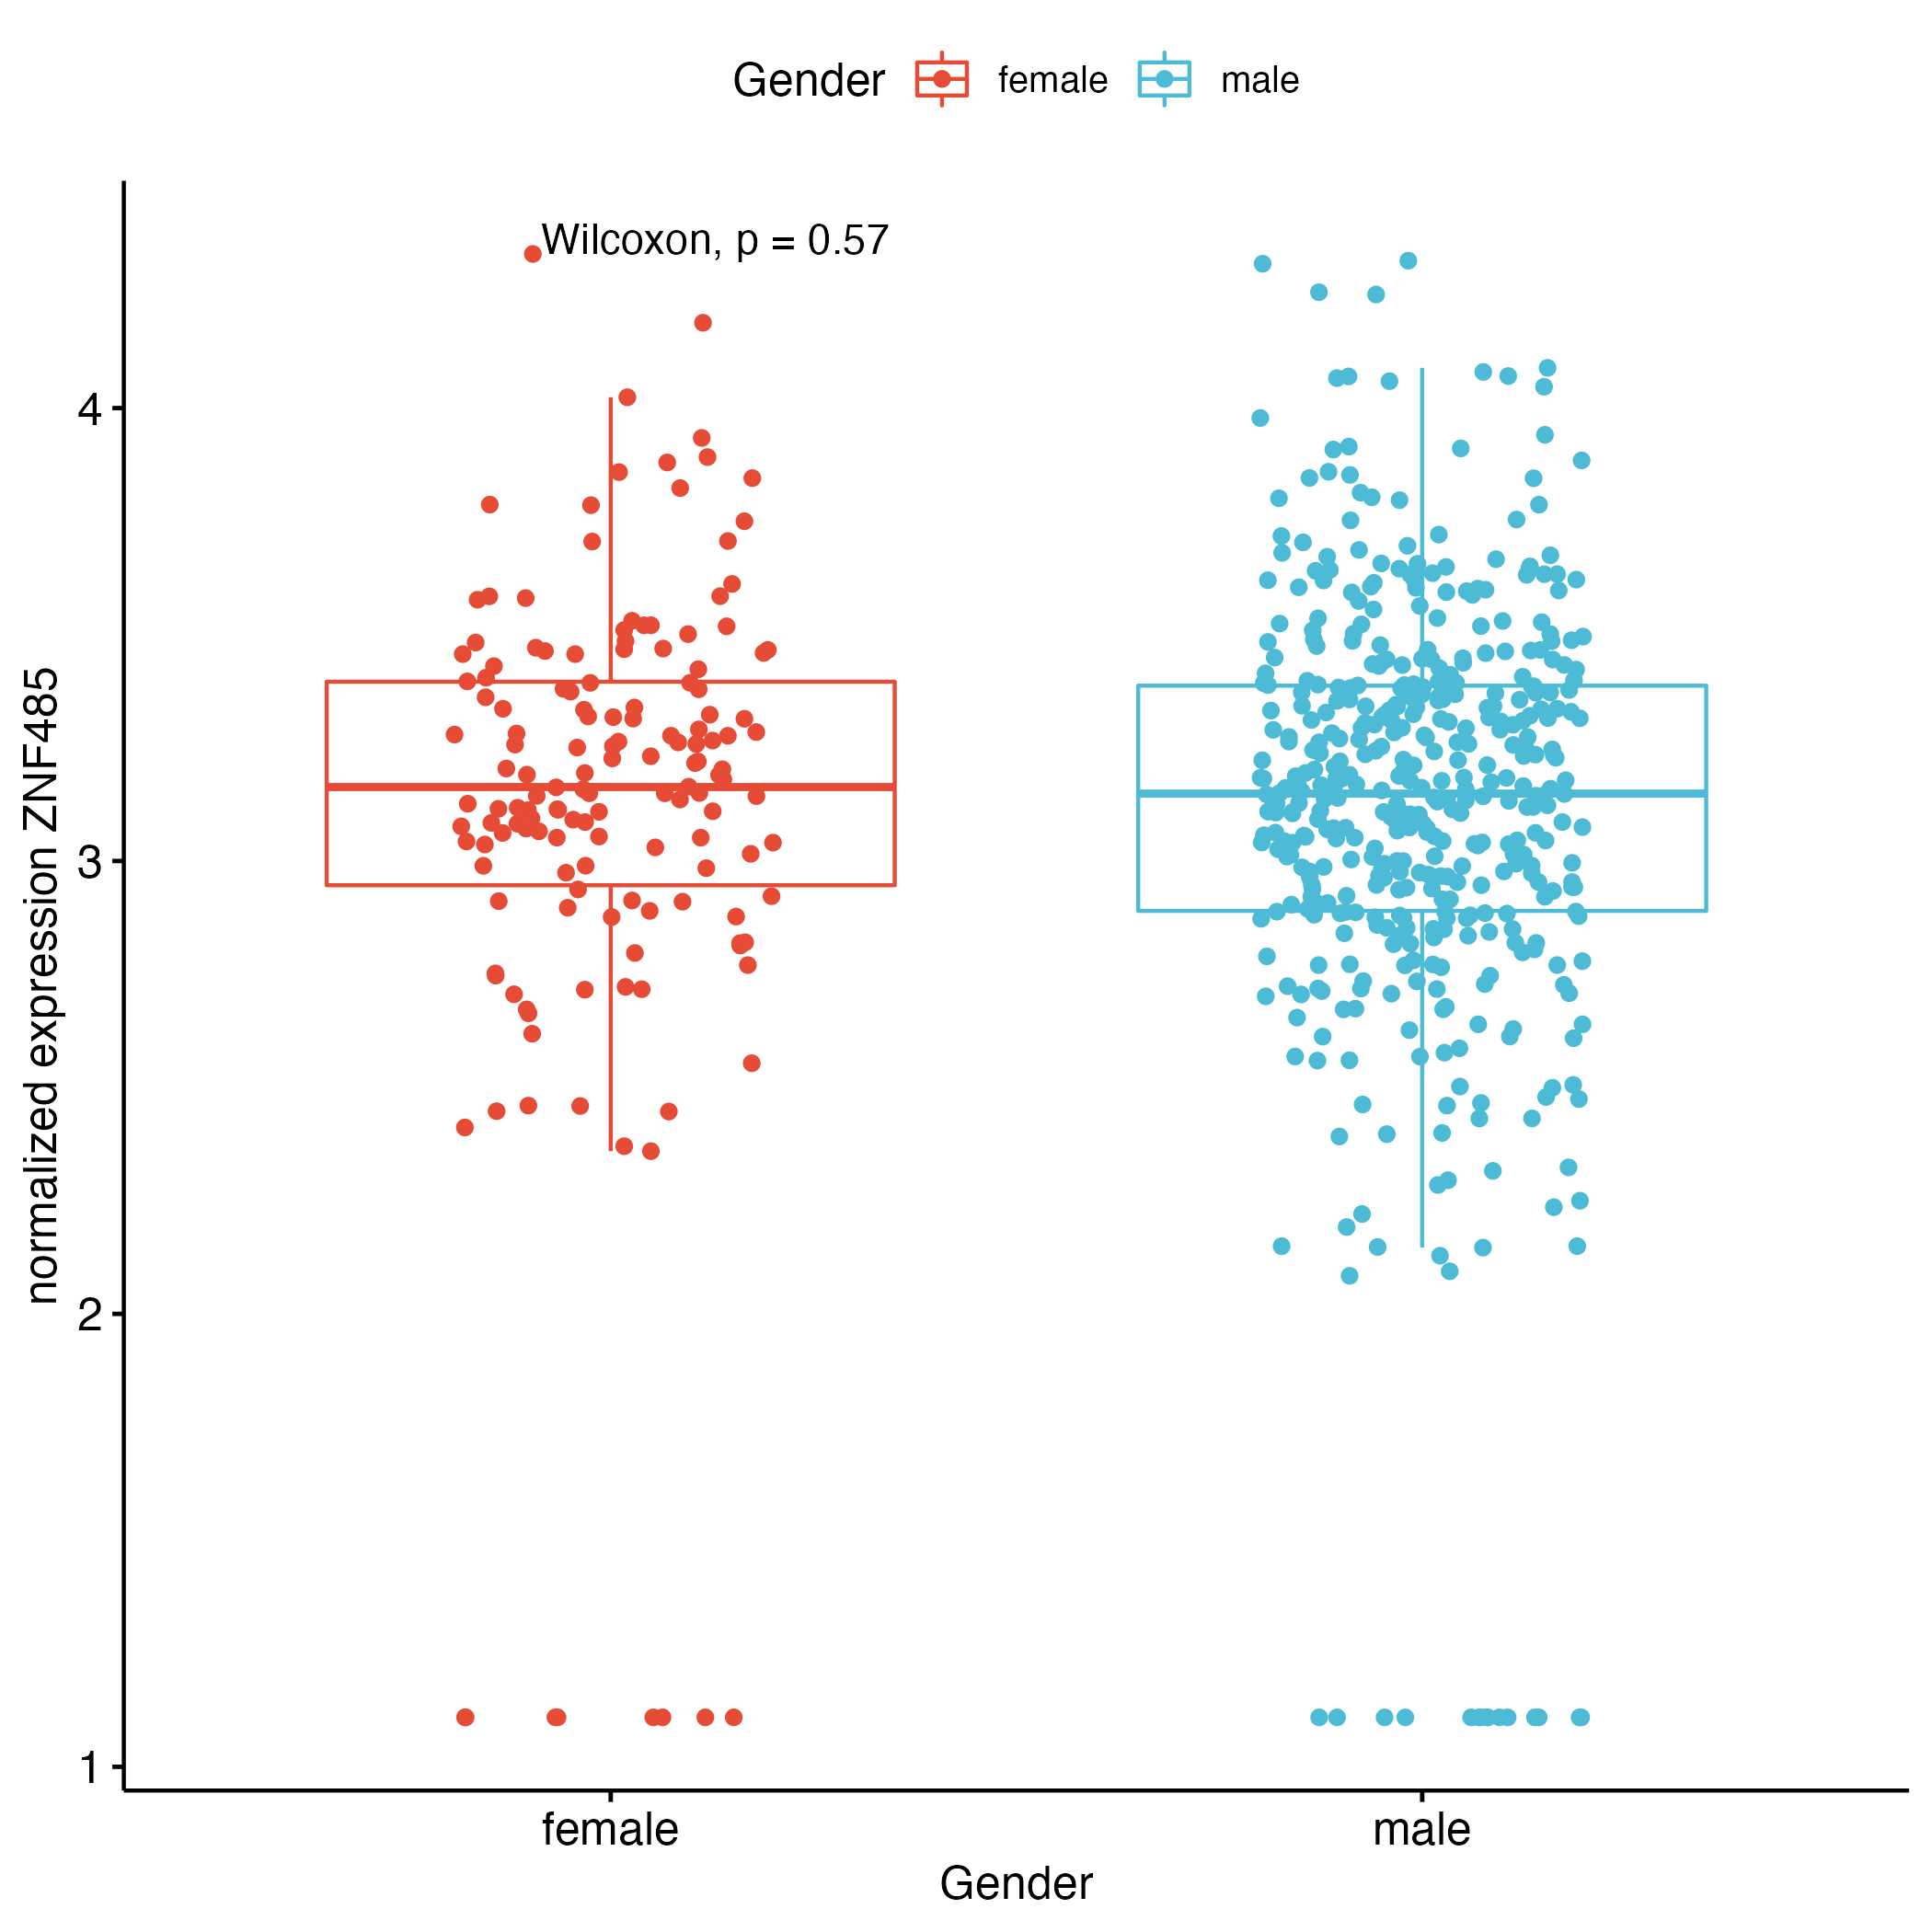 Gender female male
Wilcoxon, p = 0.57
normalized expression ZNF485
4
3
2
1
female male
Gender